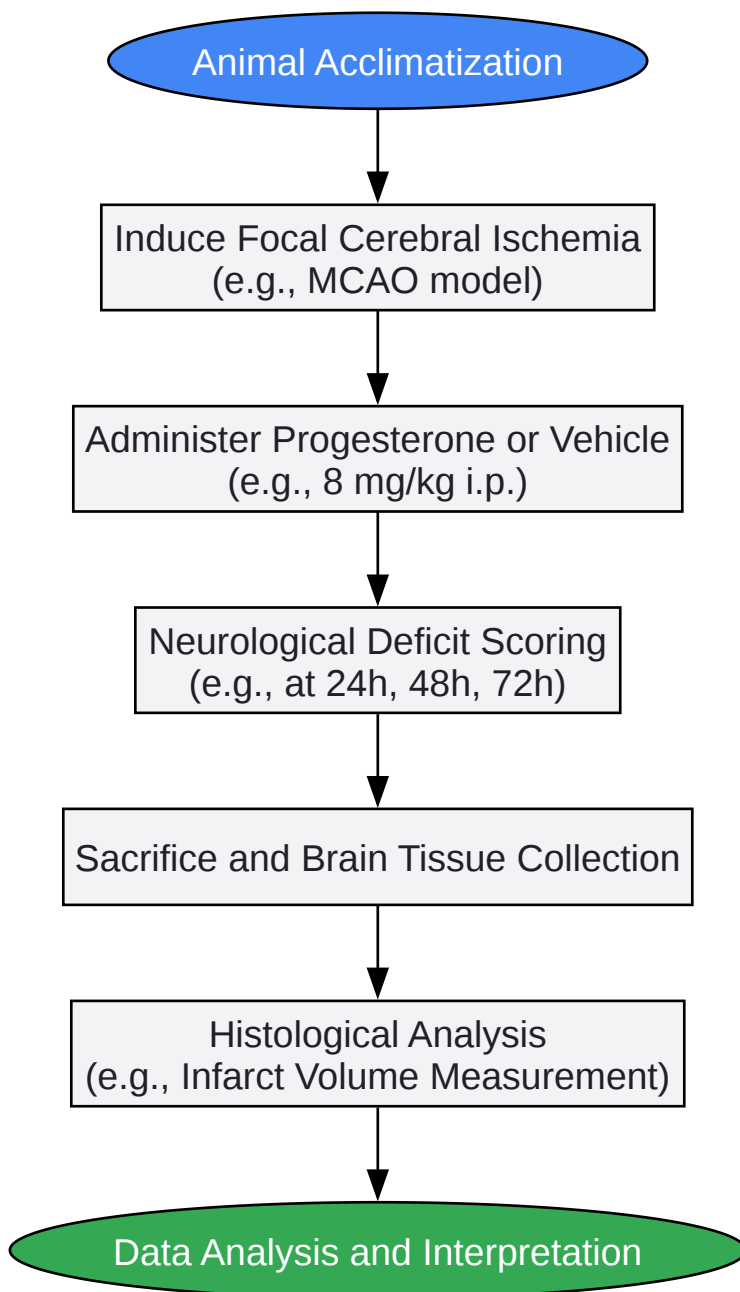 Animal Acclimatization
Induce Focal Cerebral Ischemia
(e.g., MCAO model)
Administer Progesterone or Vehicle
(e.g., 8 mg/kg i.p.)
Neurological Deficit Scoring
(e.g., at 24h, 48h, 72h)
Sacrifice and Brain Tissue Collection
Histological Analysis
(e.g., Infarct Volume Measurement)
Data Analysis and Interpretation